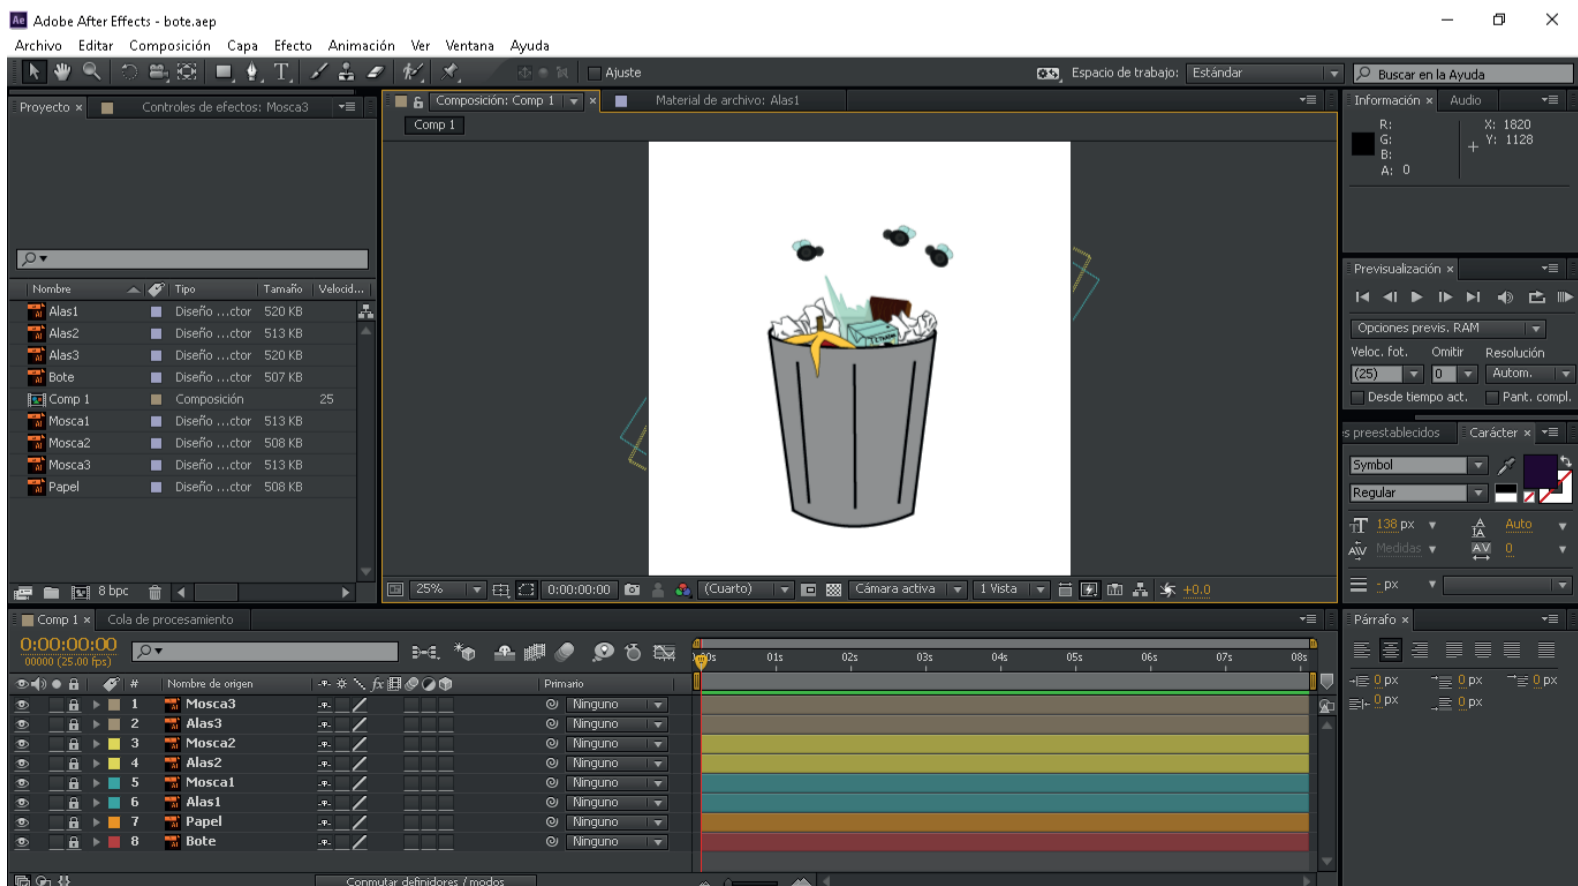 Ae Adobe After Effects - bote.aep
Archivo Editar Composición Capa Efecto Animación Ver Ventana Ayuda
Ajuste
Espacio de trabajo: Estándar
Buscar en la Ayuda
Proyecto × Controles de efectos: Mosca3
Composición: Comp 1 × Material de archivo: Alas1
Información × Audio
Comp 1
R:
G:
B:
A: 0
X: 1820
Y: 1128
Nombre Tipo Tamaño Velocid...
Alas1 Diseño ...ctor 520 KB
Alas2 Diseño ...ctor 513 KB
Alas3 Diseño ...ctor 520 KB
Bote Diseño ...ctor 507 KB
Comp 1 Composición 25
Mosca1 Diseño ...ctor 513 KB
Mosca2 Diseño ...ctor 508 KB
Mosca3 Diseño ...ctor 513 KB
Papel Diseño ...ctor 508 KB
8 bpc
Previsualización ×
Opciones previs. RAM
Veloc. fot. Omitir Resolución
(25) 0 Autom.
Desde tiempo act. Pant. compl.
s preestablecidos Carácter ×
Symbol
Regular
138 px Auto
Medidas 0
- px
25% 0:00:00:00 (Cuarto) Cámara activa 1 Vista +0.0
Comp 1 × Cola de procesamiento
0:00:00:00
00000 (25.00 fps)
00s 01s 02s 03s 04s 05s 06s 07s 08s
# Nombre de origen fx Primario
1 Mosca3 Ninguno
2 Alas3 Ninguno
3 Mosca2 Ninguno
4 Alas2 Ninguno
5 Mosca1 Ninguno
6 Alas1 Ninguno
7 Papel Ninguno
8 Bote Ninguno
Conmutar definidores / modos
Párrafo ×
0 px 0 px 0 px
0 px 0 px